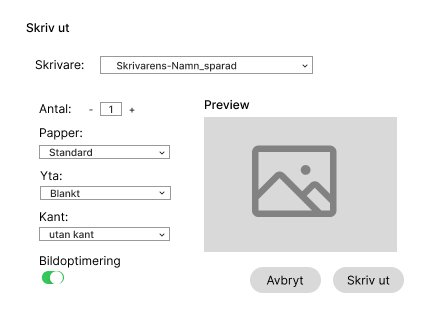 Skriv ut
Skrivare: Skrivarens-Namn_sparad
Antal: - 1 +
Papper:
Standard
Yta:
Blankt
Kant:
utan kant
Bildoptimering
Preview
Avbryt Skriv ut